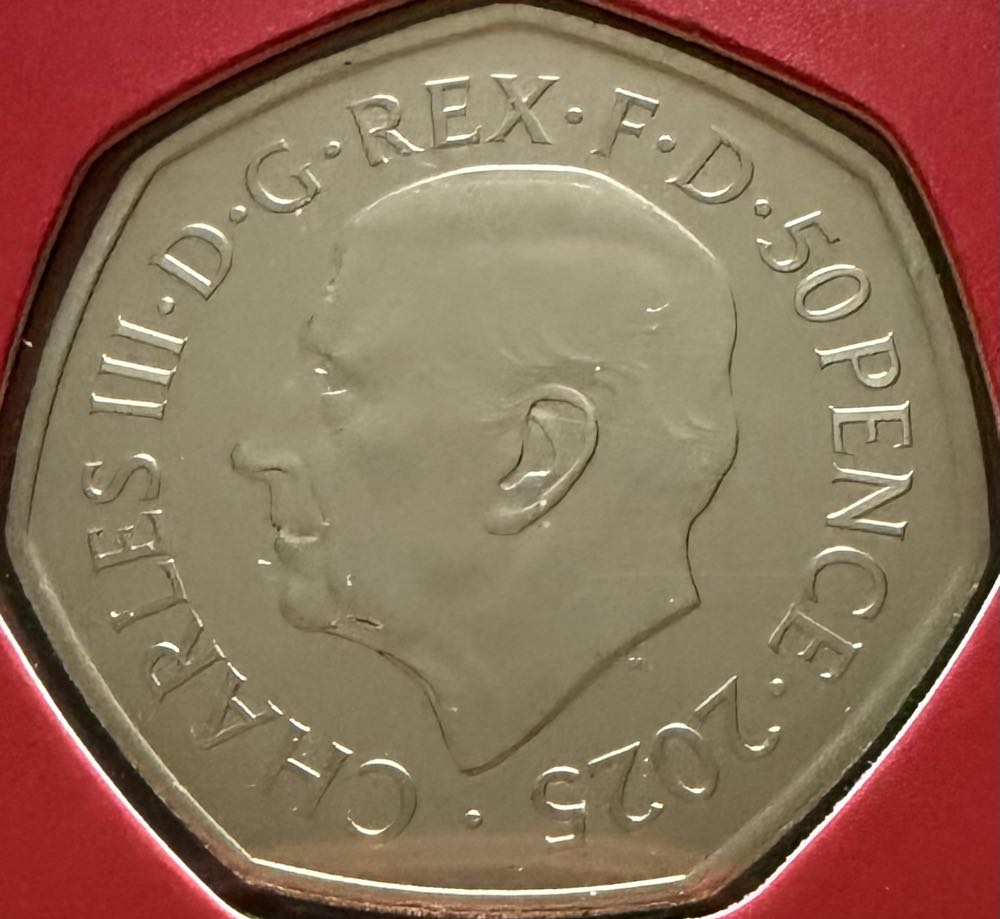 CHARLES III · D · G · REX · F · D · 50 PENCE · 2025 ·